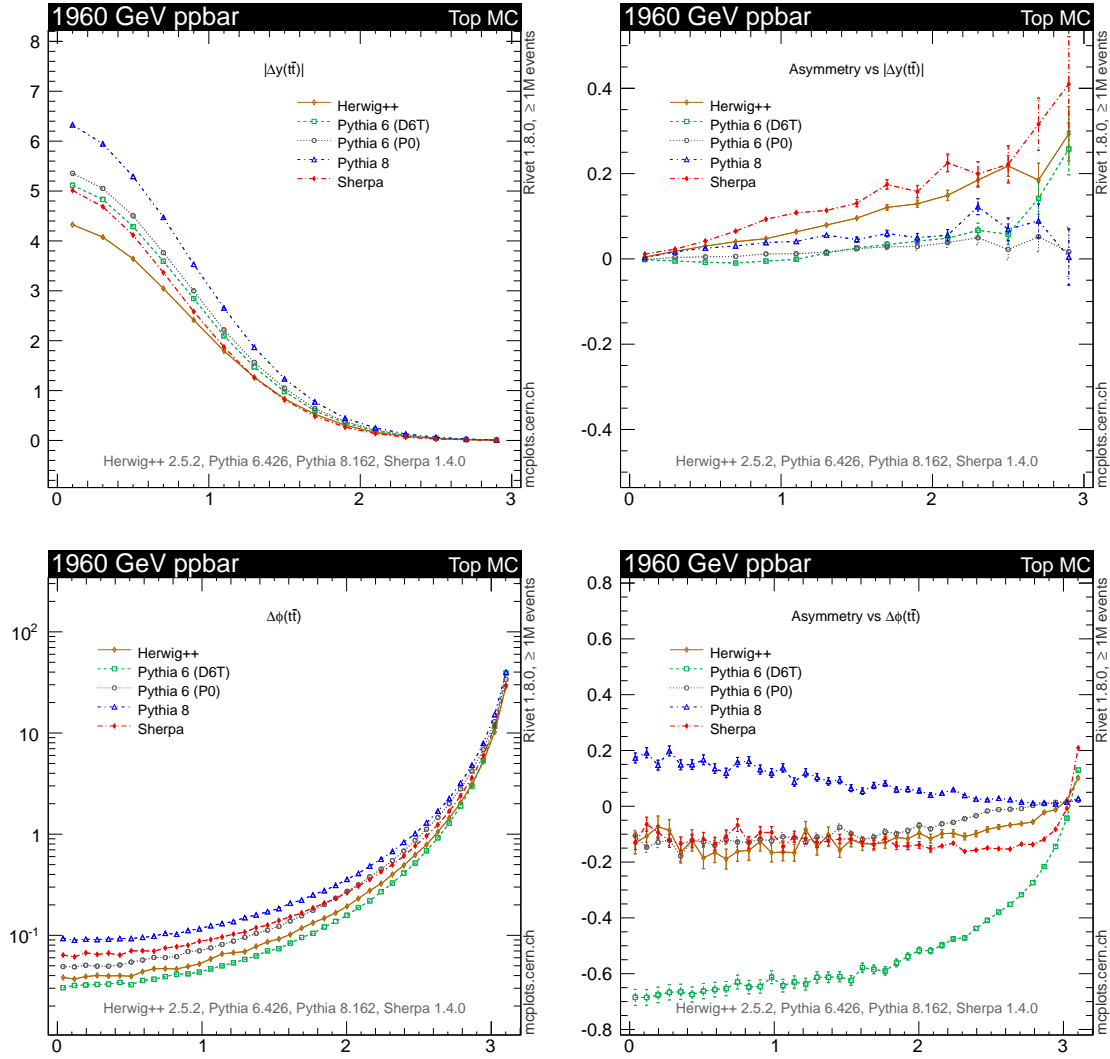 1960 GeV ppbar Top MC
|Δy(tt̄)|
Herwig++
Pythia 6 (D6T)
Pythia 6 (P0)
Pythia 8
Sherpa
8
7
6
5
4
3
2
1
0
Herwig++ 2.5.2, Pythia 6.426, Pythia 8.162, Sherpa 1.4.0
0 1 2 3
Rivet 1.8.0, ≥ 1M events
mcplots.cern.ch
1960 GeV ppbar Top MC
Asymmetry vs |Δy(tt̄)|
Herwig++
Pythia 6 (D6T)
Pythia 6 (P0)
Pythia 8
Sherpa
0.4
0.2
0
-0.2
-0.4
Herwig++ 2.5.2, Pythia 6.426, Pythia 8.162, Sherpa 1.4.0
0 1 2 3
Rivet 1.8.0, ≥ 1M events
mcplots.cern.ch
1960 GeV ppbar Top MC
Δϕ(tt̄)
Herwig++
Pythia 6 (D6T)
Pythia 6 (P0)
Pythia 8
Sherpa
10²
10
1
10⁻¹
Herwig++ 2.5.2, Pythia 6.426, Pythia 8.162, Sherpa 1.4.0
0 1 2 3
Rivet 1.8.0, ≥ 1M events
mcplots.cern.ch
1960 GeV ppbar Top MC
Asymmetry vs Δϕ(tt̄)
Herwig++
Pythia 6 (D6T)
Pythia 6 (P0)
Pythia 8
Sherpa
0.8
0.6
0.4
0.2
0
-0.2
-0.4
-0.6
-0.8
Herwig++ 2.5.2, Pythia 6.426, Pythia 8.162, Sherpa 1.4.0
0 1 2 3
Rivet 1.8.0, ≥ 1M events
mcplots.cern.ch